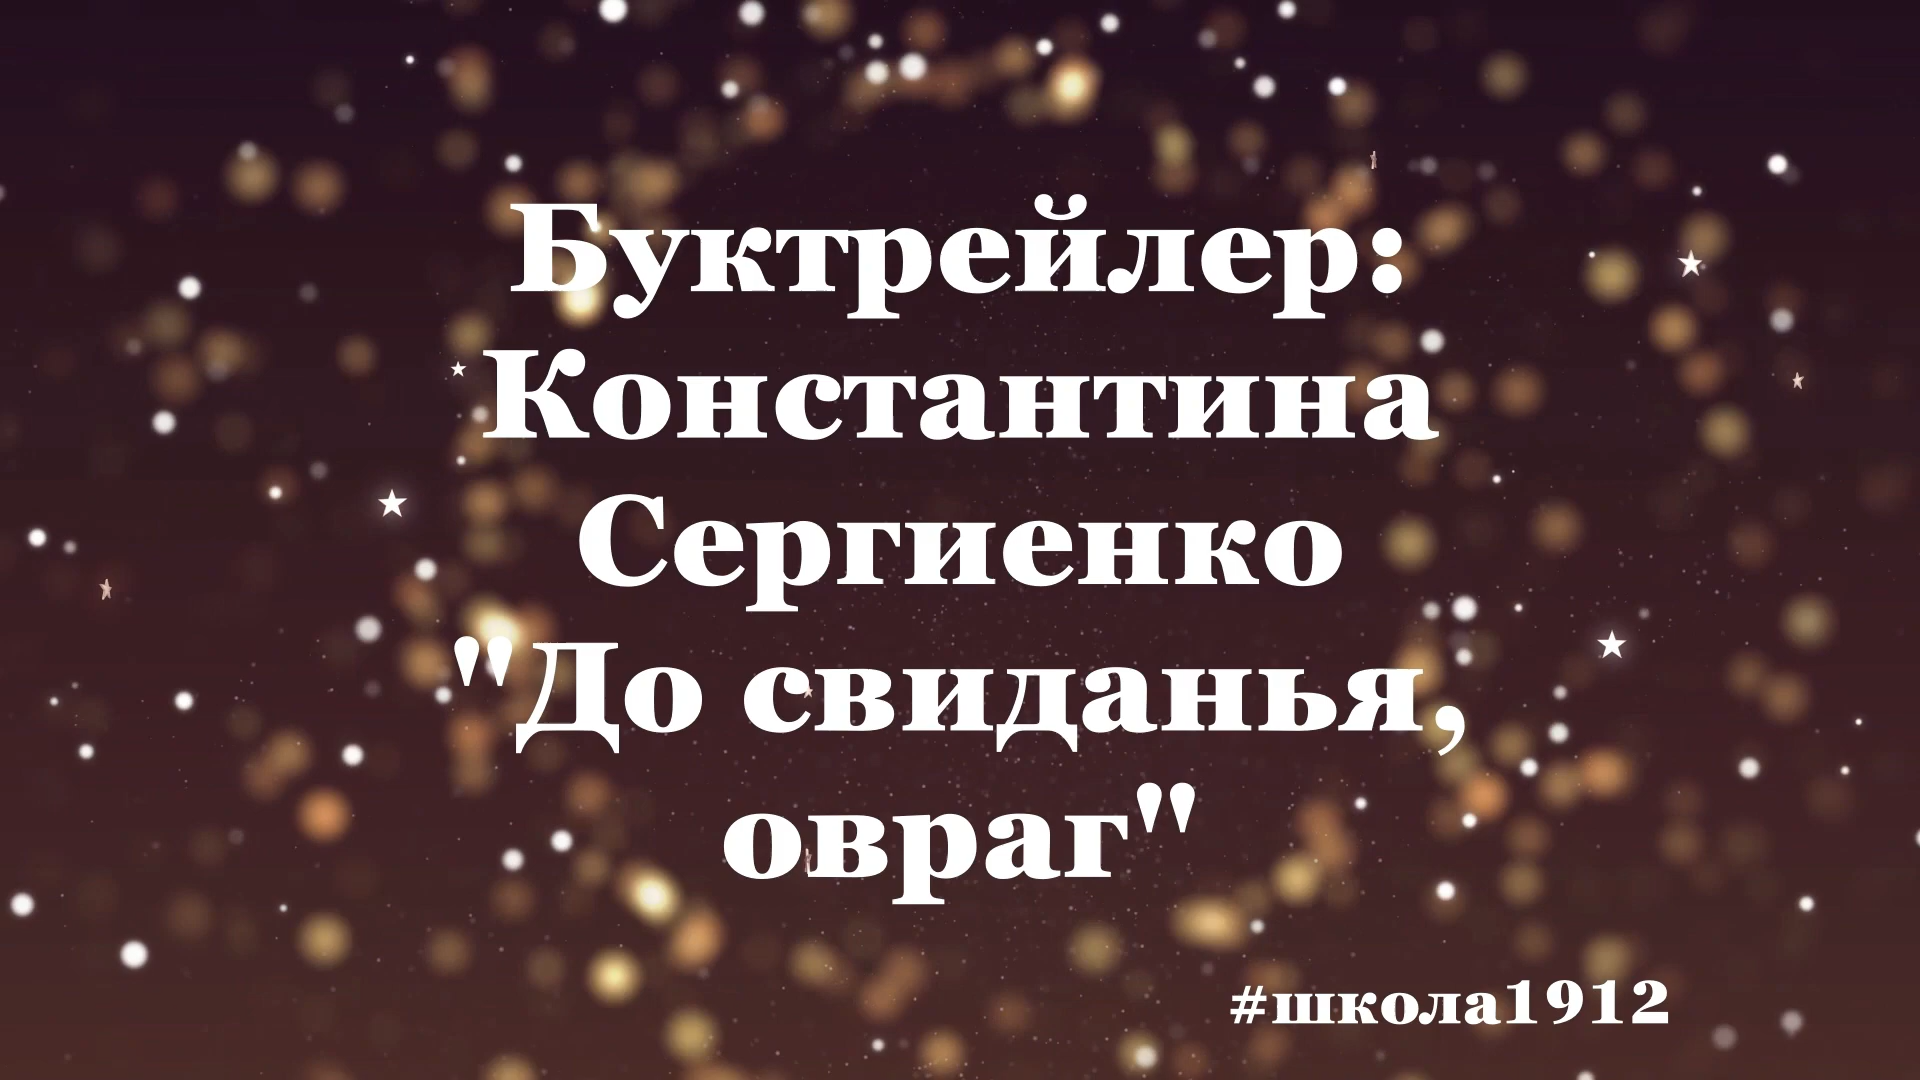 Буктрейлер:
Константина
Сергиенко
"До свиданья,
овраг"
#школа1912